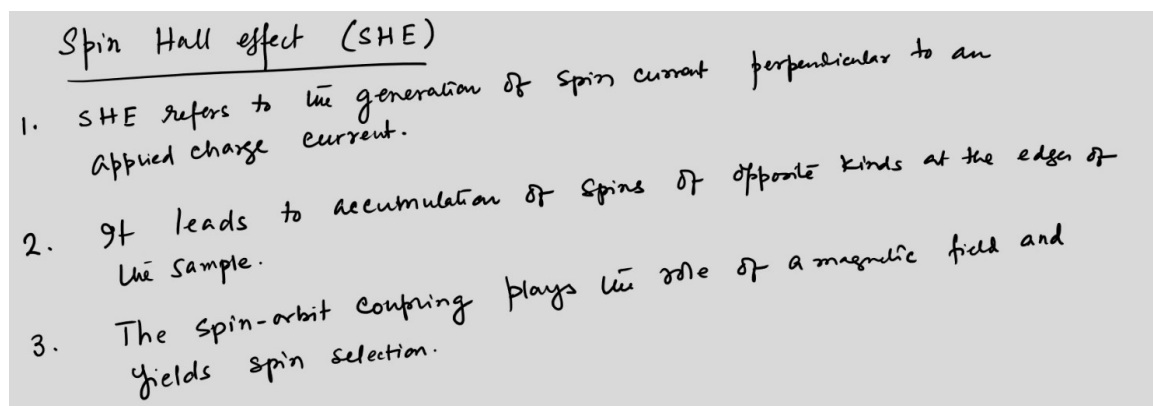 Spin Hall effect (SHE)
1. SHE refers to the generation of spin current perpendicular to an
applied charge current.
2. It leads to accumulation of spins of opposite kinds at the edges of
the sample.
3. The spin-orbit coupling plays the role of a magnetic field and
yields spin selection.